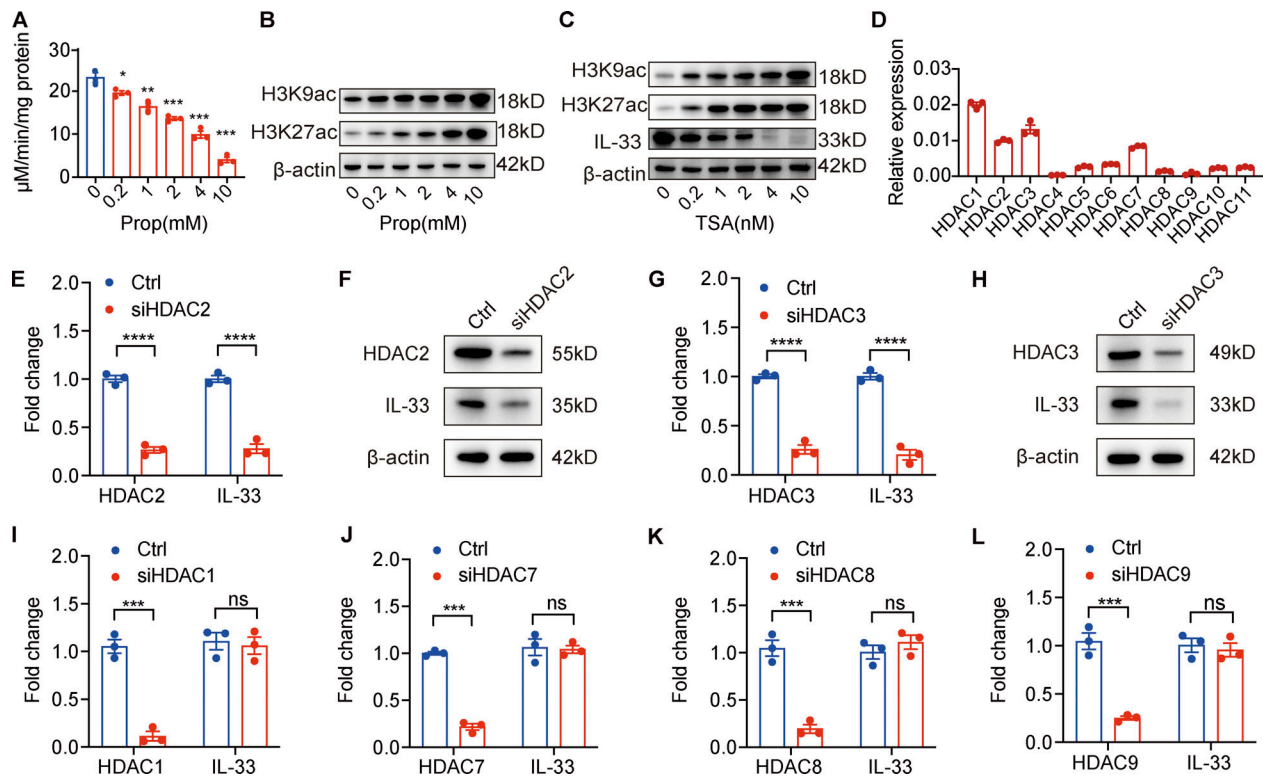 A
µM/min/mg protein
30
20
10
0
*
**
***
***
***
0
0.2
1
2
4
10
Prop(mM)
B
H3K9ac
18kD
H3K27ac
18kD
β-actin
42kD
0
0.2
1
2
4
10
Prop(mM)
C
H3K9ac
18kD
H3K27ac
18kD
IL-33
33kD
β-actin
42kD
0
0.2
1
2
4
10
TSA(nM)
D
Relative expression
0.03
0.02
0.01
0.00
HDAC1
HDAC2
HDAC3
HDAC4
HDAC5
HDAC6
HDAC7
HDAC8
HDAC9
HDAC10
HDAC11
E
Ctrl
siHDAC2
Fold change
2.0
1.5
1.0
0.5
0.0
****
****
HDAC2
IL-33
F
Ctrl
siHDAC2
HDAC2
55kD
IL-33
35kD
β-actin
42kD
G
Ctrl
siHDAC3
Fold change
2.0
1.5
1.0
0.5
0.0
****
****
HDAC3
IL-33
H
Ctrl
siHDAC3
HDAC3
49kD
IL-33
33kD
β-actin
42kD
I
Ctrl
siHDAC1
Fold change
2.0
1.5
1.0
0.5
0.0
***
ns
HDAC1
IL-33
J
Ctrl
siHDAC7
Fold change
2.0
1.5
1.0
0.5
0.0
***
ns
HDAC7
IL-33
K
Ctrl
siHDAC8
Fold change
2.0
1.5
1.0
0.5
0.0
***
ns
HDAC8
IL-33
L
Ctrl
siHDAC9
Fold change
2.0
1.5
1.0
0.5
0.0
***
ns
HDAC9
IL-33